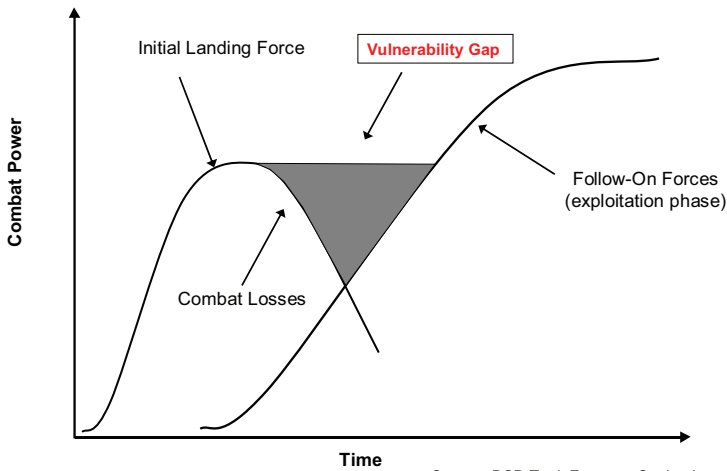 Initial Landing Force
Vulnerability Gap
Combat Power
Follow-On Forces
(exploitation phase)
Combat Losses
Time